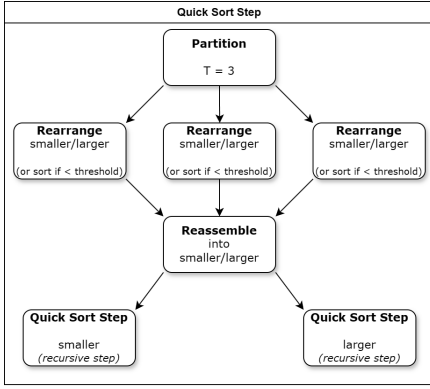 Quick Sort Step
Partition
T = 3
Rearrange
smaller/larger
(or sort if < threshold)
Rearrange
smaller/larger
(or sort if < threshold)
Rearrange
smaller/larger
(or sort if < threshold)
Reassemble
into
smaller/larger
Quick Sort Step
smaller
(recursive step)
Quick Sort Step
larger
(recursive step)